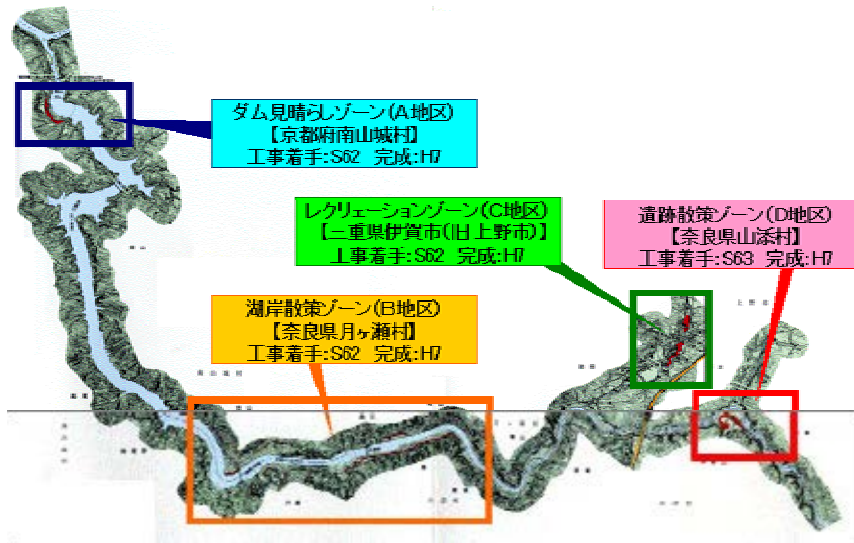 ダム見晴らしゾーン(A地区)
【京都府南山城村】
工事着手:S62 完成:H7
レクリェーションゾーン(C地区)
【三重県伊賀市(旧上野市)】
工事着手:S62 完成:H7
遺跡散策ゾーン(D地区)
【奈良県山添村】
工事着手:S63 完成:H7
湖岸散策ゾーン(B地区)
【奈良県月ヶ瀬村】
工事着手:S62 完成:H7